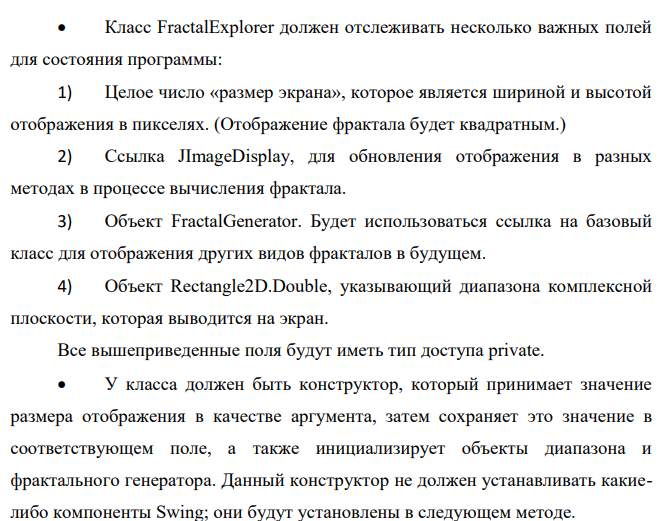 • Класс FractalExplorer должен отслеживать несколько важных полей
для состояния программы:
1) Целое число «размер экрана», которое является шириной и высотой
отображения в пикселях. (Отображение фрактала будет квадратным.)
2) Ссылка JImageDisplay, для обновления отображения в разных
методах в процессе вычисления фрактала.
3) Объект FractalGenerator. Будет использоваться ссылка на базовый
класс для отображения других видов фракталов в будущем.
4) Объект Rectangle2D.Double, указывающий диапазона комплексной
плоскости, которая выводится на экран.
Все вышеприведенные поля будут иметь тип доступа private.
• У класса должен быть конструктор, который принимает значение
размера отображения в качестве аргумента, затем сохраняет это значение в
соответствующем поле, а также инициализирует объекты диапазона и
фрактального генератора. Данный конструктор не должен устанавливать какие-
либо компоненты Swing; они будут установлены в следующем методе.